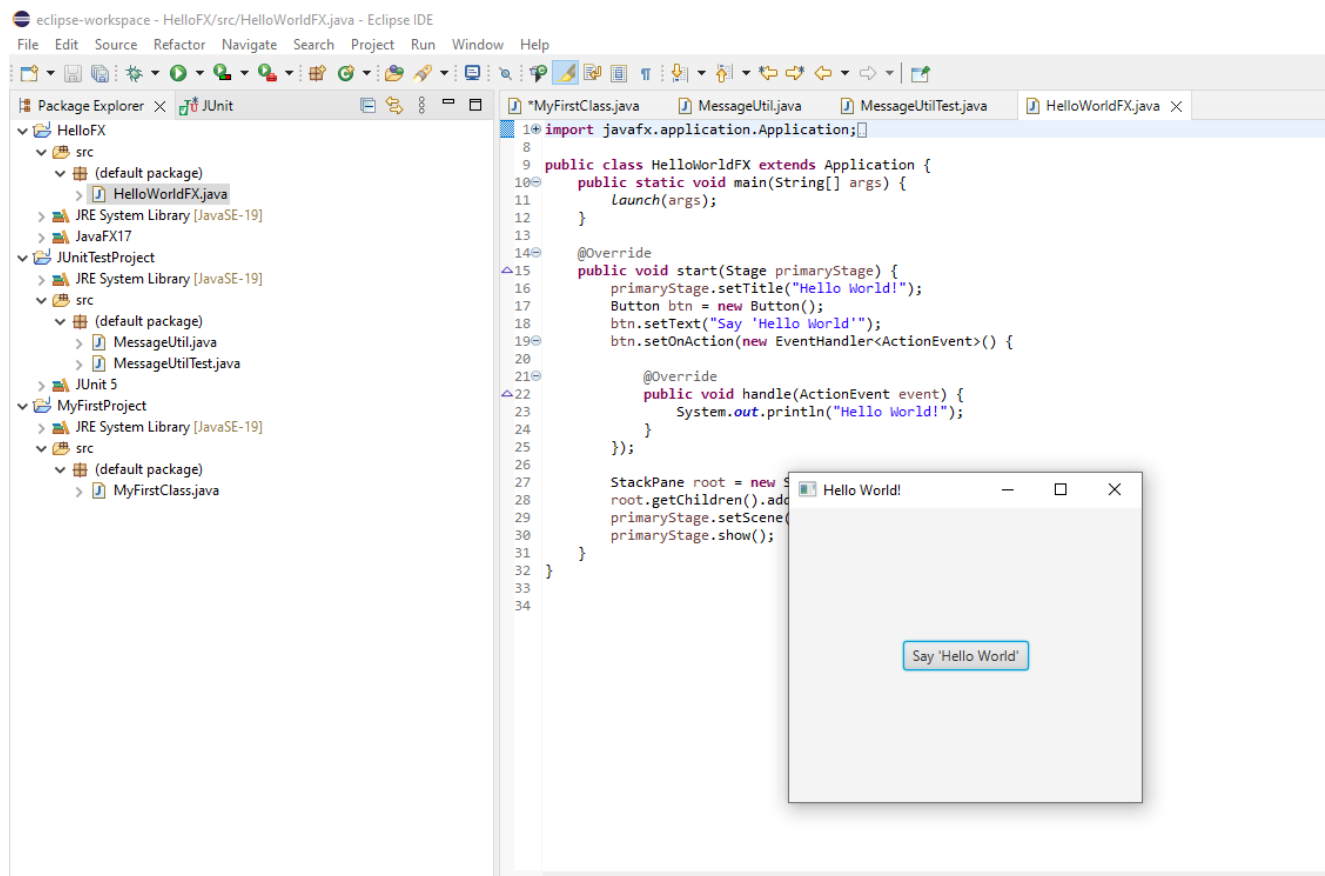 eclipse-workspace - HelloFX/src/HelloWorldFX.java - Eclipse IDE
File Edit Source Refactor Navigate Search Project Run Window Help
Package Explorer
JUnit
HelloFX
src
(default package)
HelloWorldFX.java
JRE System Library [JavaSE-19]
JavaFX17
JUnitTestProject
JRE System Library [JavaSE-19]
src
(default package)
MessageUtil.java
MessageUtilTest.java
JUnit 5
MyFirstProject
JRE System Library [JavaSE-19]
src
(default package)
MyFirstClass.java
*MyFirstClass.java MessageUtil.java MessageUtilTest.java HelloWorldFX.java
1 import javafx.application.Application;
8
9 public class HelloWorldFX extends Application {
10 public static void main(String[] args) {
11 launch(args);
12 }
13
14 @Override
15 public void start(Stage primaryStage) {
16 primaryStage.setTitle("Hello World!");
17 Button btn = new Button();
18 btn.setText("Say 'Hello World'");
19 btn.setOnAction(new EventHandler<ActionEvent>() {
20
21 @Override
22 public void handle(ActionEvent event) {
23 System.out.println("Hello World!");
24 }
25 });
26
27 StackPane root = new S
28 root.getChildren().add
29 primaryStage.setScene(
30 primaryStage.show();
31 }
32 }
33
34
Hello World!
Say 'Hello World'